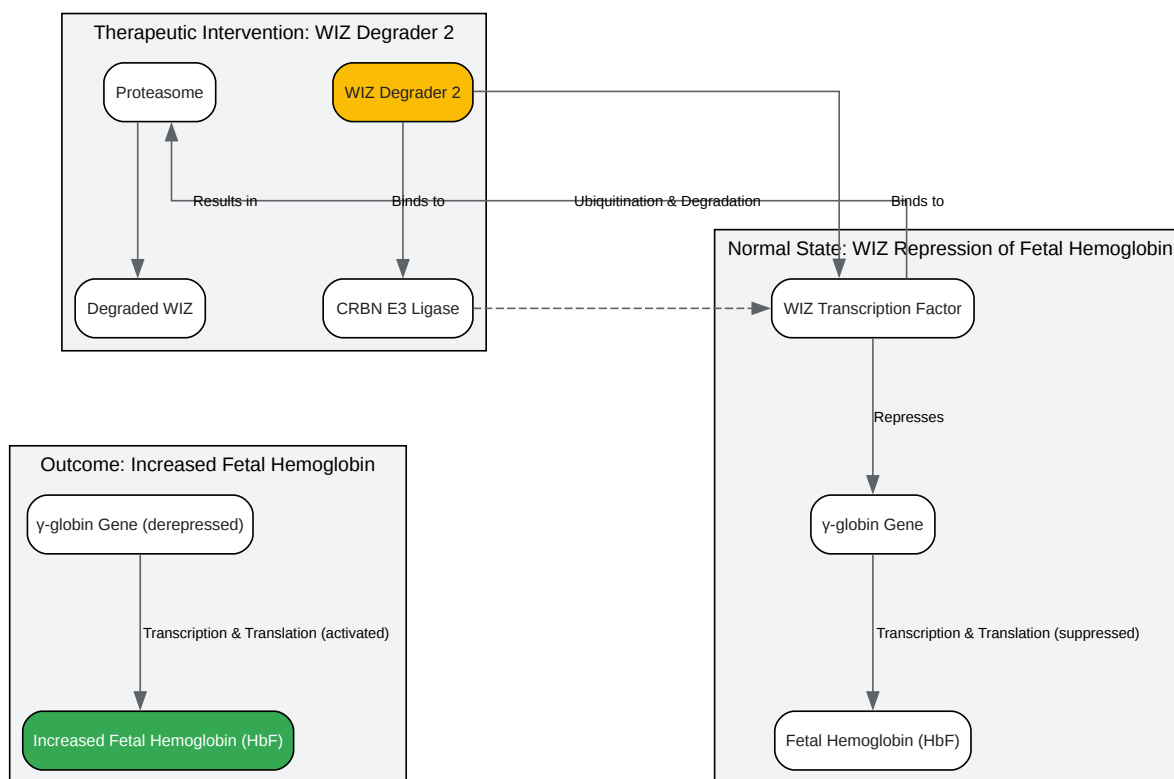 Therapeutic Intervention: WIZ Degrader 2
Proteasome
WIZ Degrader 2
Results in
Binds to
Ubiquitination & Degradation
Binds to
Normal State: WIZ Repression of Fetal Hemoglobin
Degraded WIZ
CRBN E3 Ligase
WIZ Transcription Factor
Represses
Outcome: Increased Fetal Hemoglobin
γ-globin Gene (derepressed)
γ-globin Gene
Transcription & Translation (activated)
Transcription & Translation (suppressed)
Increased Fetal Hemoglobin (HbF)
Fetal Hemoglobin (HbF)